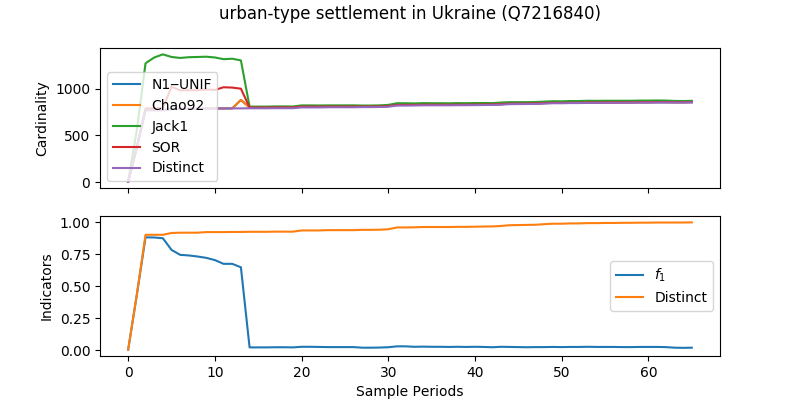 urban-type settlement in Ukraine (Q7216840)
Cardinality
1000
500
0
N1−UNIF
Chao92
Jack1
SOR
Distinct
Indicators
1.00
0.75
0.50
0.25
0.00
f1
Distinct
0 10 20 30 40 50 60
Sample Periods